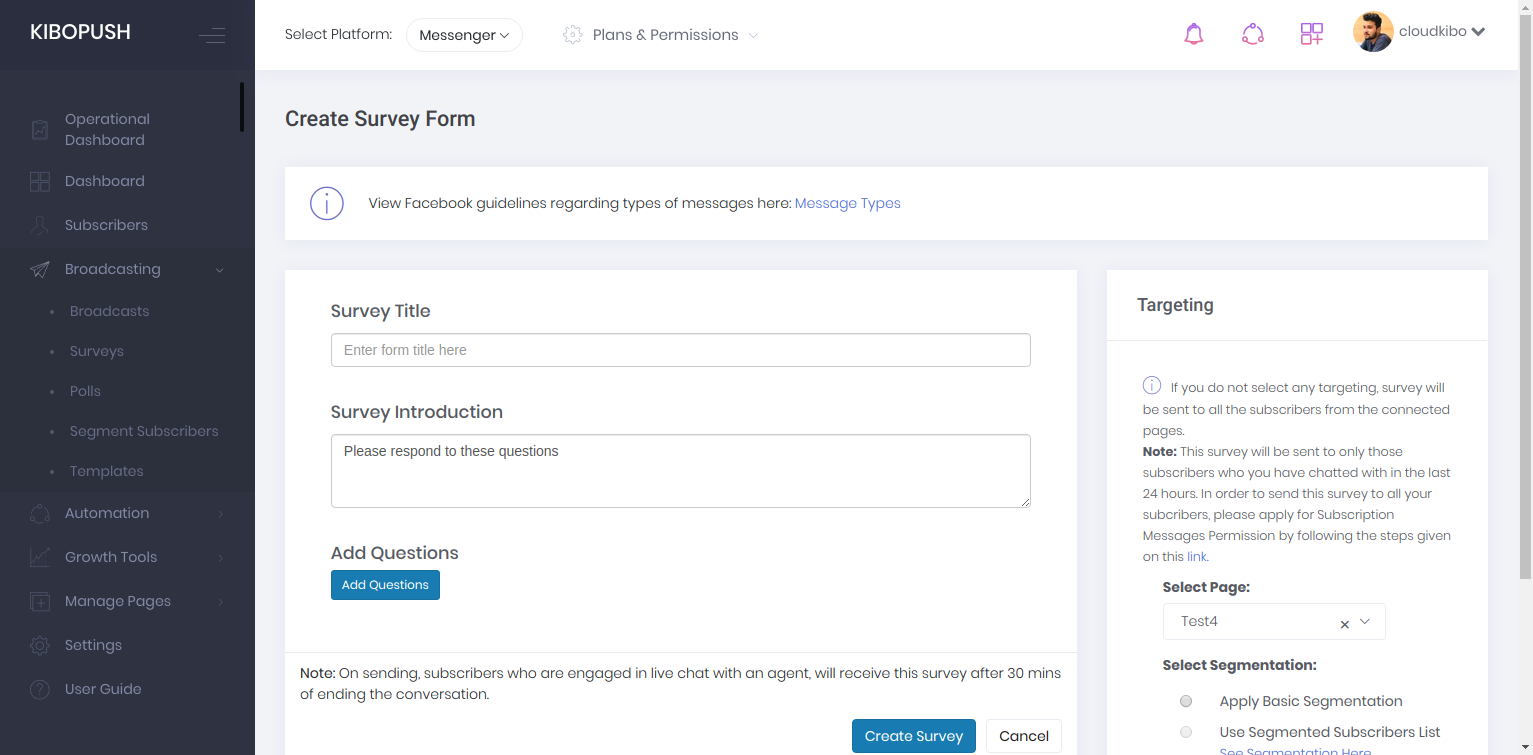 KIBOPUSH
Select Platform:
Messenger
Plans & Permissions
cloudkibo
Operational
Dashboard
Dashboard
Subscribers
Broadcasting
Broadcasts
Surveys
Polls
Segment Subscribers
Templates
Automation
Growth Tools
Manage Pages
Settings
User Guide
Create Survey Form
View Facebook guidelines regarding types of messages here: Message Types
Survey Title
Enter form title here
Survey Introduction
Please respond to these questions
Add Questions
Add Questions
Note: On sending, subscribers who are engaged in live chat with an agent, will receive this survey after 30 mins
of ending the conversation.
Create Survey
Cancel
Targeting
If you do not select any targeting, survey will
be sent to all the subscribers from the connected
pages.
Note: This survey will be sent to only those
subscribers who you have chatted with in the last
24 hours. In order to send this survey to all your
subcribers, please apply for Subscription
Messages Permission by following the steps given
on this link.
Select Page:
Test4
Select Segmentation:
Apply Basic Segmentation
Use Segmented Subscribers List
See Segmentation Here